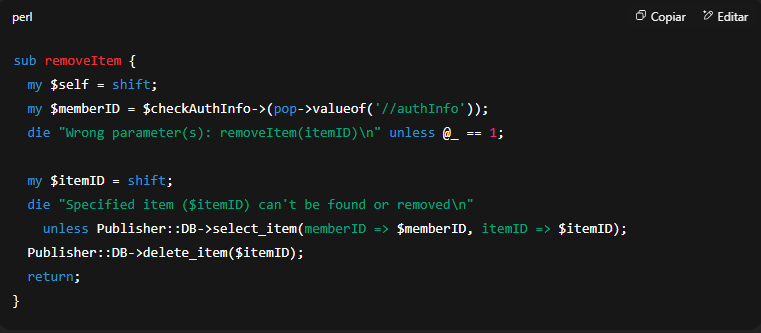 perl
Copiar
Editar
sub removeItem {
  my $self = shift;
  my $memberID = $checkAuthInfo->(pop->valueof('//authInfo'));
  die "Wrong parameter(s): removeItem(itemID)\n" unless @_ == 1;

  my $itemID = shift;
  die "Specified item ($itemID) can't be found or removed\n"
    unless Publisher::DB->select_item(memberID => $memberID, itemID => $itemID);
  Publisher::DB->delete_item($itemID);
  return;
}